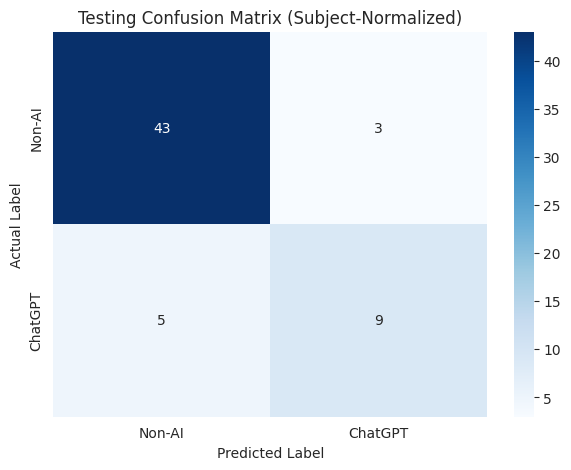 Testing Confusion Matrix (Subject-Normalized)
Actual Label
Non-AI
ChatGPT
43
3
5
9
Non-AI
ChatGPT
Predicted Label
40
35
30
25
20
15
10
5